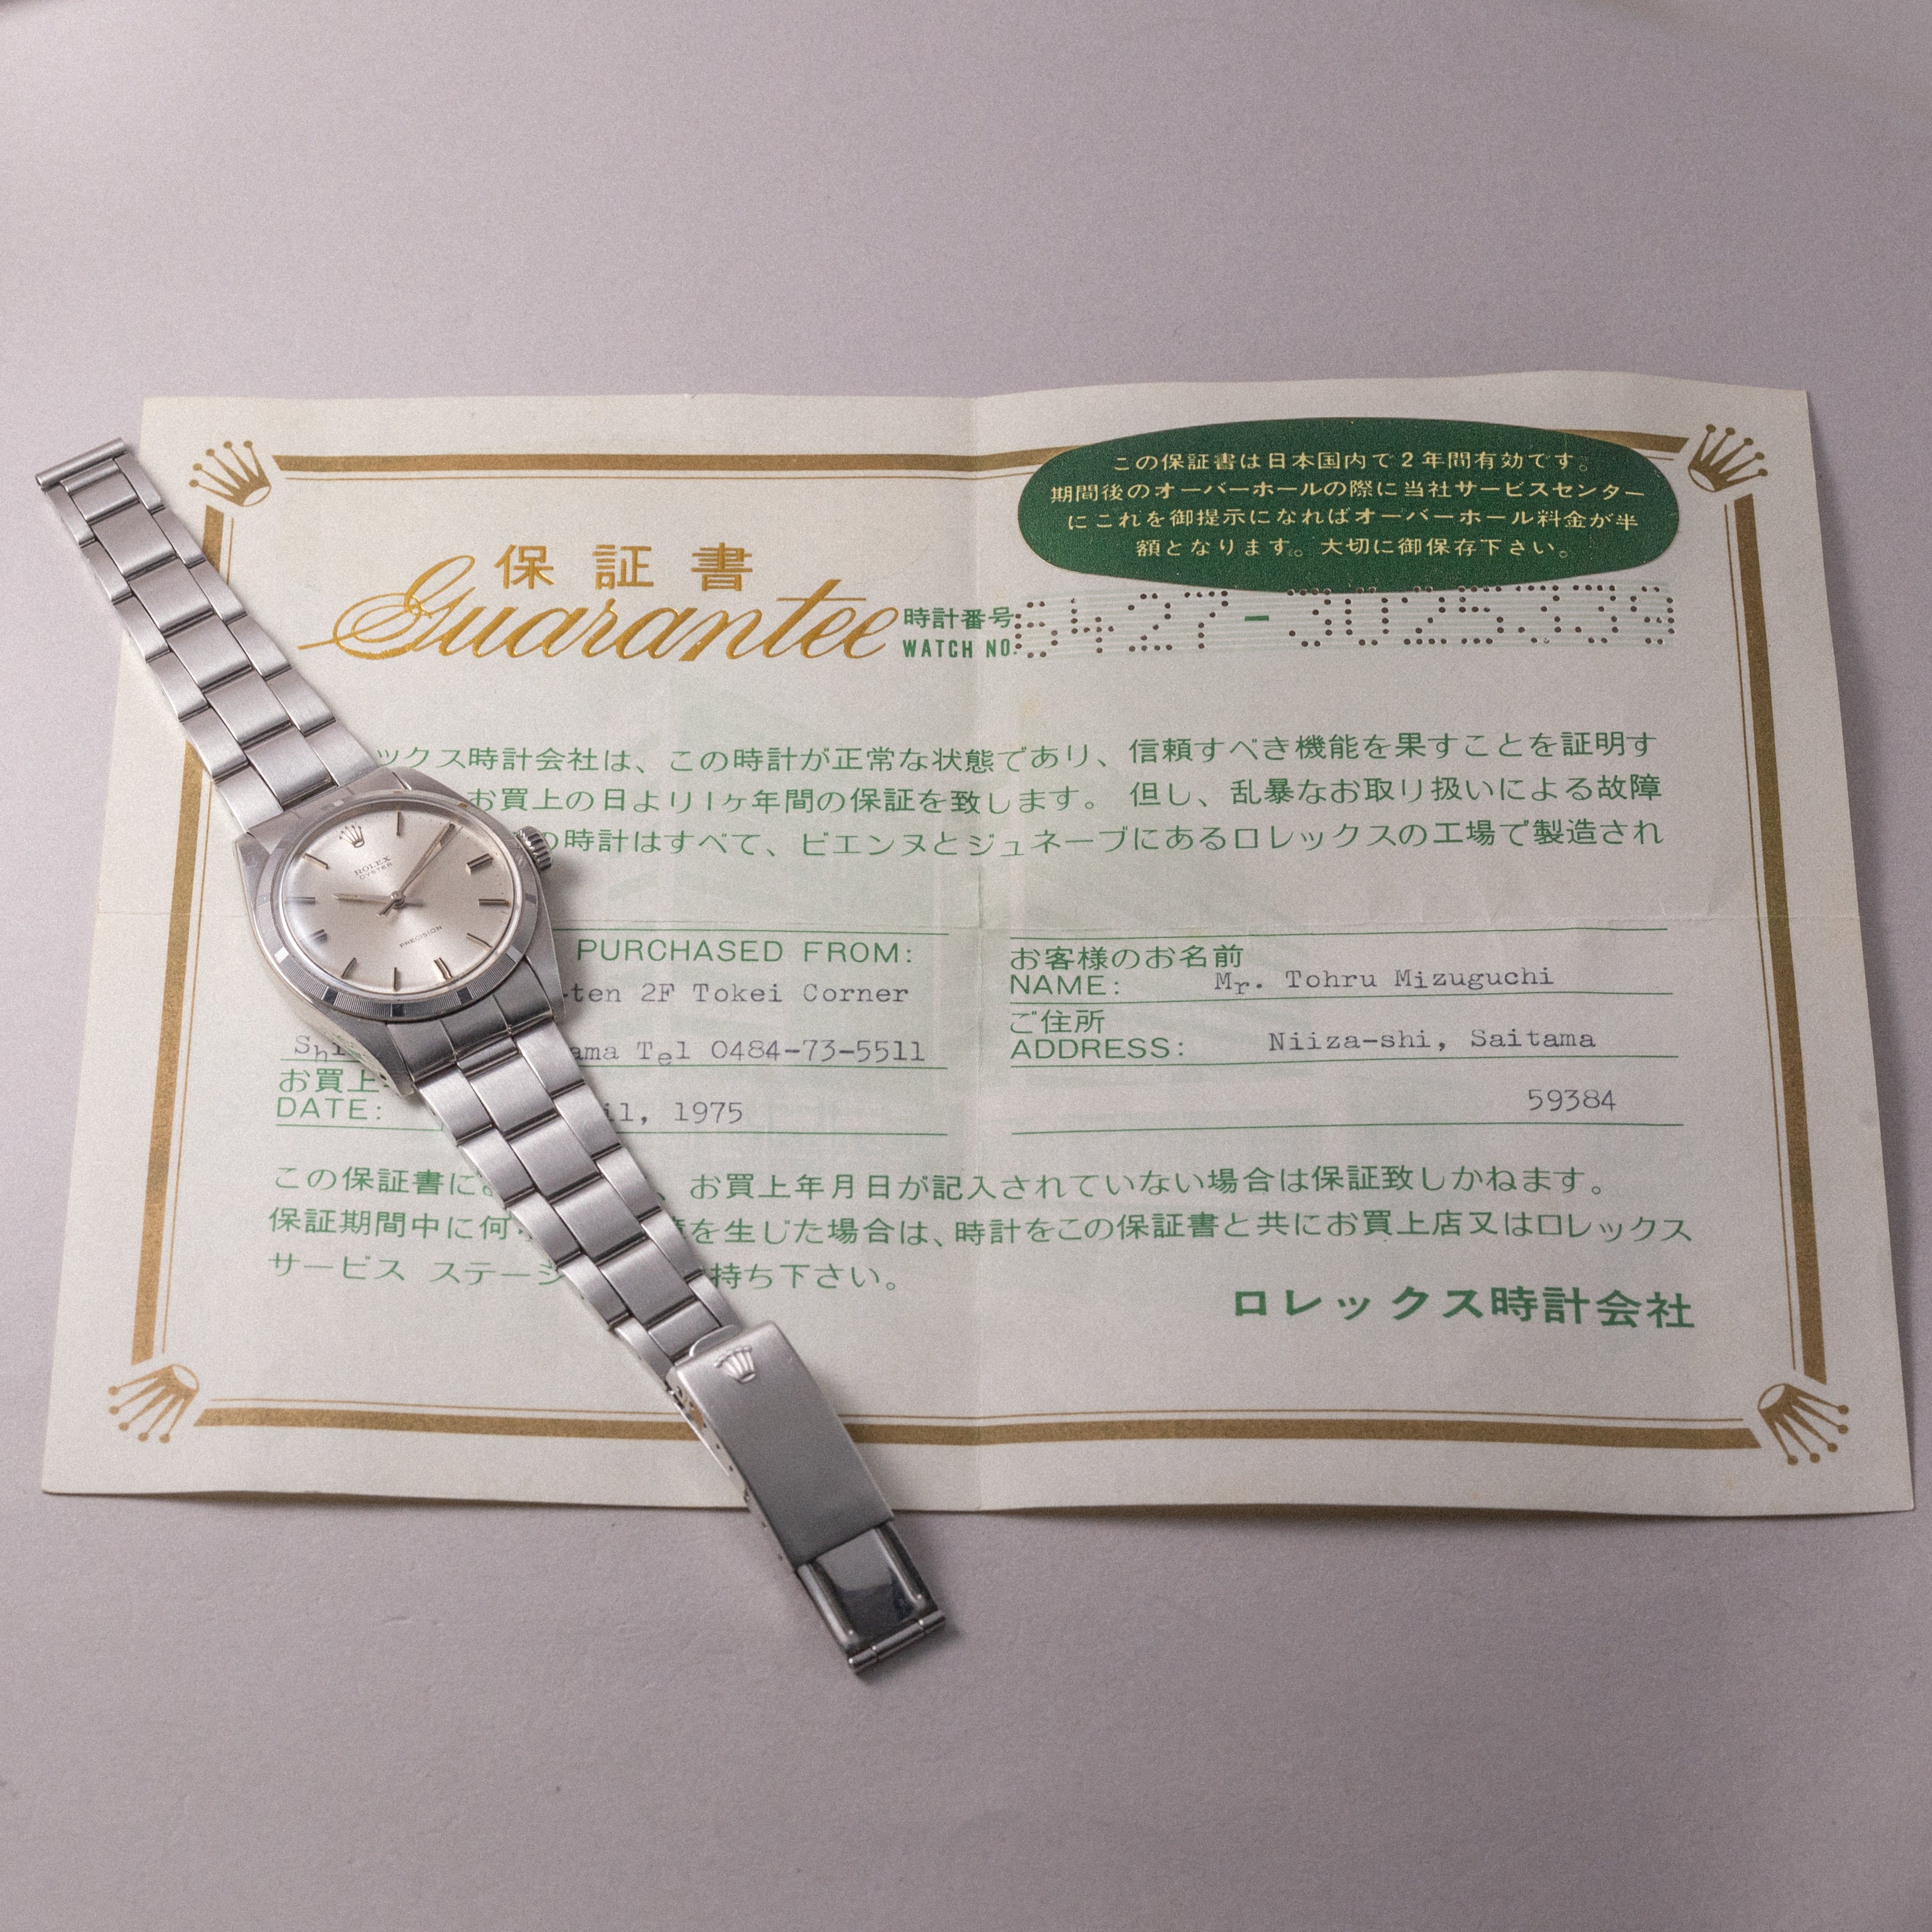 この保証書は日本国内で2年間有効です。
期間後のオーバーホールの際に当社サービスセンター
にこれを御提示になればオーバーホール料金が半
額となります。大切に御保存下さい。
保証書
Guarantee
時計番号
WATCH NO. 6427-3025339
ックス時計会社は、この時計が正常な状態であり、信頼すべき機能を果すことを証明す
お買上の日より1ヶ年間の保証を致します。但し、乱暴なお取り扱いによる故障
の時計はすべて、ビエンヌとジュネーブにあるロレックスの工場で製造され
ROLEX
OYSTER
PRECISION
PURCHASED FROM:
-ten 2F Tokei Corner
ama Tel 0484-73-5511
お買上
DATE: il, 1975
お客様のお名前
NAME: Mr. Tohru Mizuguchi
ご住所
ADDRESS: Niiza-shi, Saitama
59384
この保証書に 、お買上年月日が記入されていない場合は保証致しかねます。
保証期間中に何 を生じた場合は、時計をこの保証書と共にお買上店又はロレックス
サービス ステーシ 持ち下さい。
ロレックス時計会社